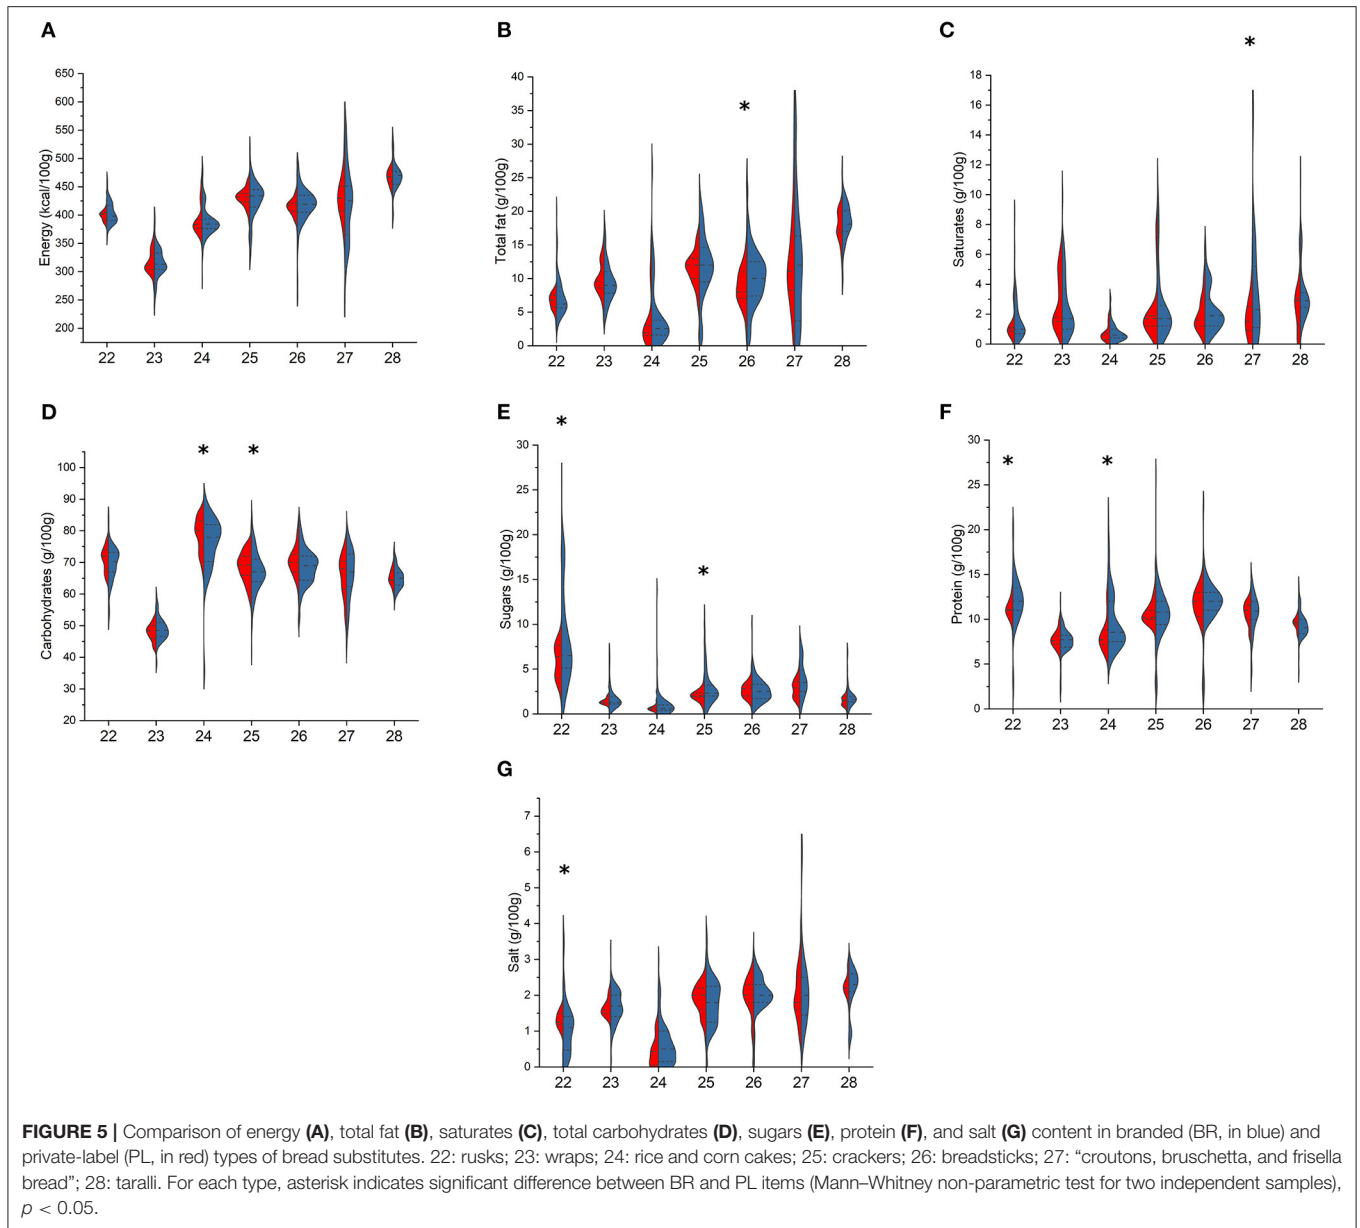 A
Energy (kcal/100g)
650
600
550
500
450
400
350
300
250
200
22 23 24 25 26 27 28
B
*
Total fat (g/100g)
40
35
30
25
20
15
10
5
0
22 23 24 25 26 27 28
C
*
Saturates (g/100g)
18
16
14
12
10
8
6
4
2
0
22 23 24 25 26 27 28
D
* *
Carbohydrates (g/100g)
100
90
80
70
60
50
40
30
20
22 23 24 25 26 27 28
E
*
*
Sugars (g/100g)
30
25
20
15
10
5
0
22 23 24 25 26 27 28
F
* *
Protein (g/100g)
30
25
20
15
10
5
0
22 23 24 25 26 27 28
G
*
Salt (g/100g)
7
6
5
4
3
2
1
0
22 23 24 25 26 27 28
FIGURE 5 | Comparison of energy (A), total fat (B), saturates (C), total carbohydrates (D), sugars (E), protein (F), and salt (G) content in branded (BR, in blue) and
private-label (PL, in red) types of bread substitutes. 22: rusks; 23: wraps; 24: rice and corn cakes; 25: crackers; 26: breadsticks; 27: “croutons, bruschetta, and frisella
bread”; 28: taralli. For each type, asterisk indicates significant difference between BR and PL items (Mann–Whitney non-parametric test for two independent samples),
p < 0.05.